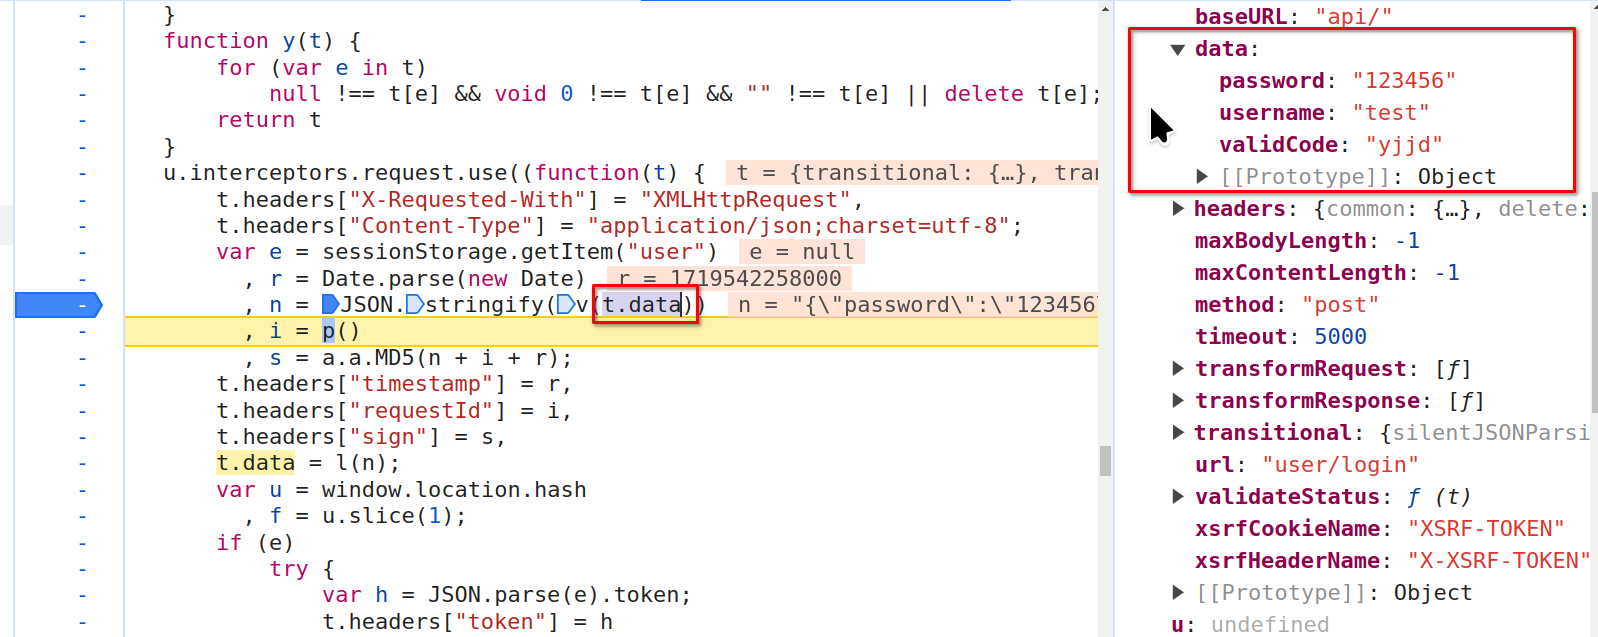 }
function y(t) {
for (var e in t)
null !== t[e] && void 0 !== t[e] && "" !== t[e] || delete t[e];
return t
}
u.interceptors.request.use((function(t) { t = {transitional: {…}, tran
t.headers["X-Requested-With"] = "XMLHttpRequest",
t.headers["Content-Type"] = "application/json;charset=utf-8";
var e = sessionStorage.getItem("user") e = null
, r = Date.parse(new Date) r = 1719542258000
, n = JSON.stringify(v(t.data)) n = "{\"password\":\"123456\
, i = p()
, s = a.a.MD5(n + i + r);
t.headers["timestamp"] = r,
t.headers["requestId"] = i,
t.headers["sign"] = s,
t.data = l(n);
var u = window.location.hash
, f = u.slice(1);
if (e)
try {
var h = JSON.parse(e).token;
t.headers["token"] = h
baseURL: "api/"
data:
password: "123456"
username: "test"
validCode: "yjjd"
[[Prototype]]: Object
headers: {common: {…}, delete:
maxBodyLength: -1
maxContentLength: -1
method: "post"
timeout: 5000
transformRequest: [ƒ]
transformResponse: [ƒ]
transitional: {silentJSONParsi
url: "user/login"
validateStatus: ƒ (t)
xsrfCookieName: "XSRF-TOKEN"
xsrfHeaderName: "X-XSRF-TOKEN"
[[Prototype]]: Object
u: undefined